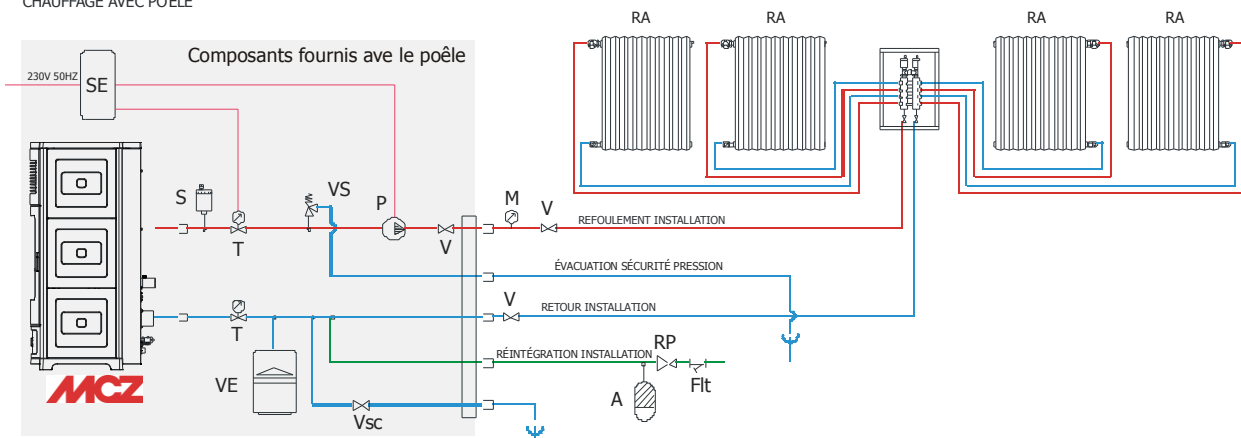 CHAUFFAGE AVEC POÊLE
RA RA RA RA
Composants fournis ave le poêle
230V 50HZ
SE
S
VS
P
M
V
REFOULEMENT INSTALLATION
T
V
ÉVACUATION SÉCURITÉ PRESSION
V
RETOUR INSTALLATION
T
RP
RÉINTÉGRATION INSTALLATION
VE
Flt
A
MCZ
Vsc